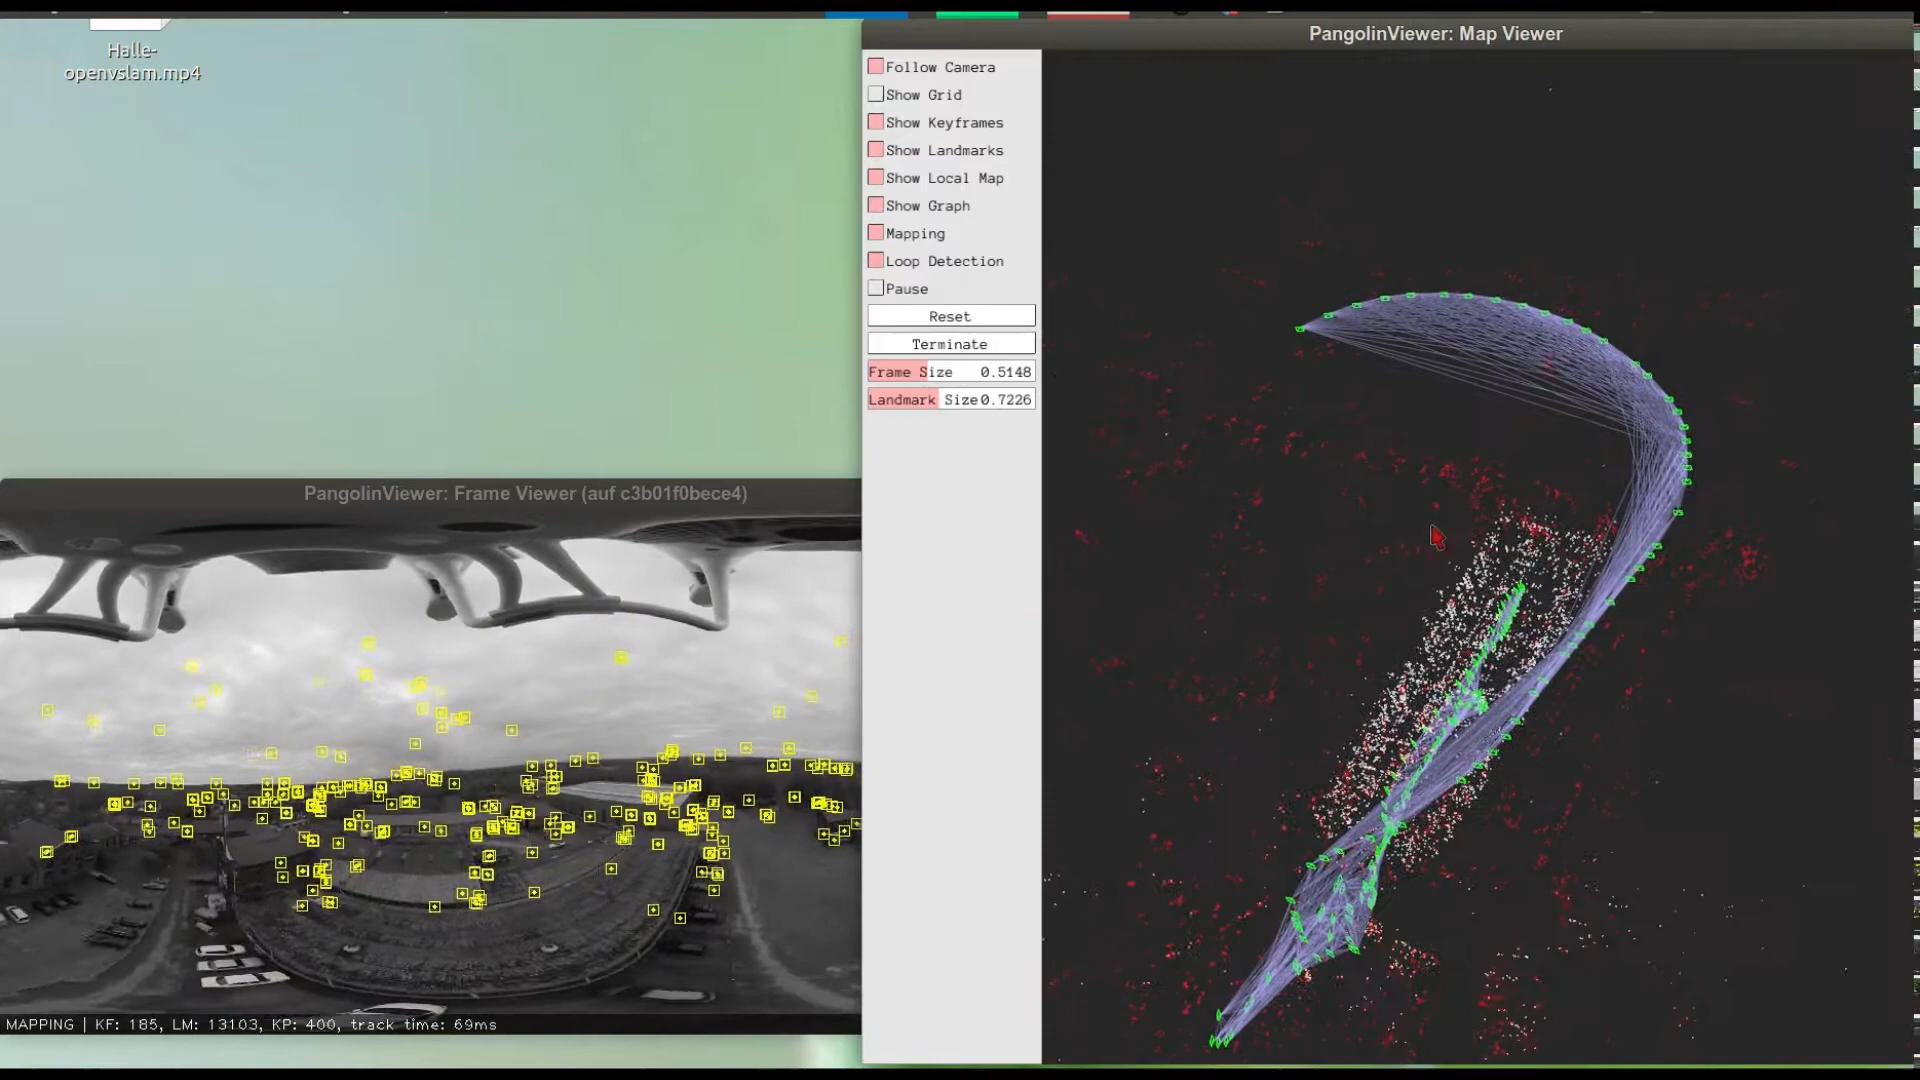 Halle-
openvslam.mp4
PangolinViewer: Map Viewer
Follow Camera
Show Grid
Show Keyframes
Show Landmarks
Show Local Map
Show Graph
Mapping
Loop Detection
Pause
Reset
Terminate
Frame Size 0.5148
Landmark Size 0.7226
PangolinViewer: Frame Viewer (auf c3b01f0bece4)
MAPPING | KF: 185, LM: 13103, KP: 400, track time: 69ms